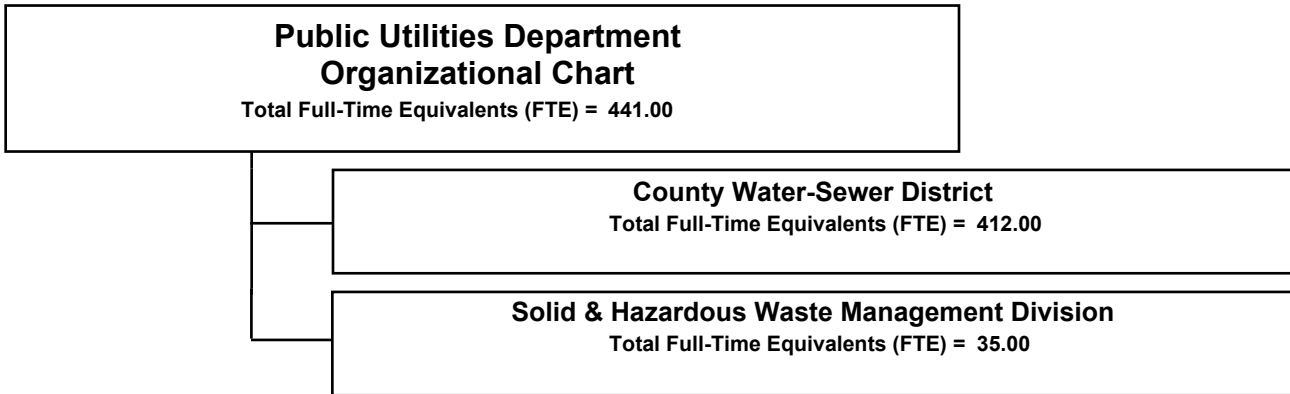 Public Utilities Department
Organizational Chart
Total Full-Time Equivalents (FTE) = 441.00
County Water-Sewer District
Total Full-Time Equivalents (FTE) = 412.00
Solid & Hazardous Waste Management Division
Total Full-Time Equivalents (FTE) = 35.00